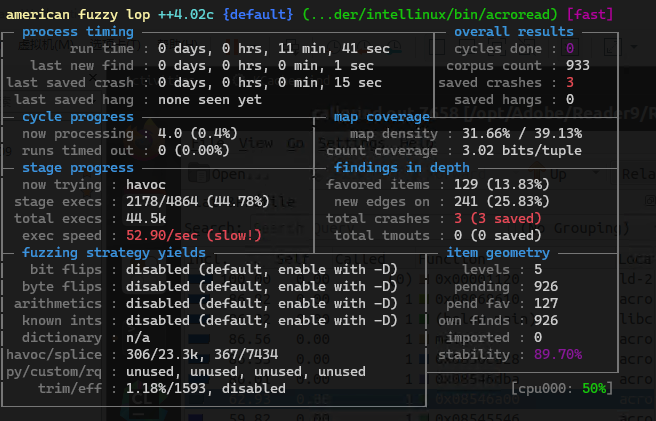 american fuzzy lop ++4.02c {default} (...der/intellinux/bin/acroread) [fast]
process timing
overall results
run time : 0 days, 0 hrs, 11 min, 41 sec
cycles done : 0
last new find : 0 days, 0 hrs, 0 min, 1 sec
corpus count : 933
last saved crash : 0 days, 0 hrs, 0 min, 15 sec
saved crashes : 3
last saved hang : none seen yet
saved hangs : 0
cycle progress
map coverage
now processing : 4.0 (0.4%)
map density : 31.66% / 39.13%
runs timed out : 0 (0.00%)
count coverage : 3.02 bits/tuple
stage progress
findings in depth
now trying : havoc
favored items : 129 (13.83%)
stage execs : 2178/4864 (44.78%)
new edges on : 241 (25.83%)
total execs : 44.5k
total crashes : 3 (3 saved)
exec speed : 52.90/sec (slow!)
total tmouts : 0 (0 saved)
fuzzing strategy yields
item geometry
bit flips : disabled (default, enable with -D)
levels : 5
byte flips : disabled (default, enable with -D)
pending : 926
arithmetics : disabled (default, enable with -D)
pend fav : 127
known ints : disabled (default, enable with -D)
own finds : 926
dictionary : n/a
imported : 0
havoc/splice : 306/23.3k, 367/7434
stability : 89.70%
py/custom/rq : unused, unused, unused, unused
trim/eff : 1.18%/1593, disabled
[cpu000: 50%]